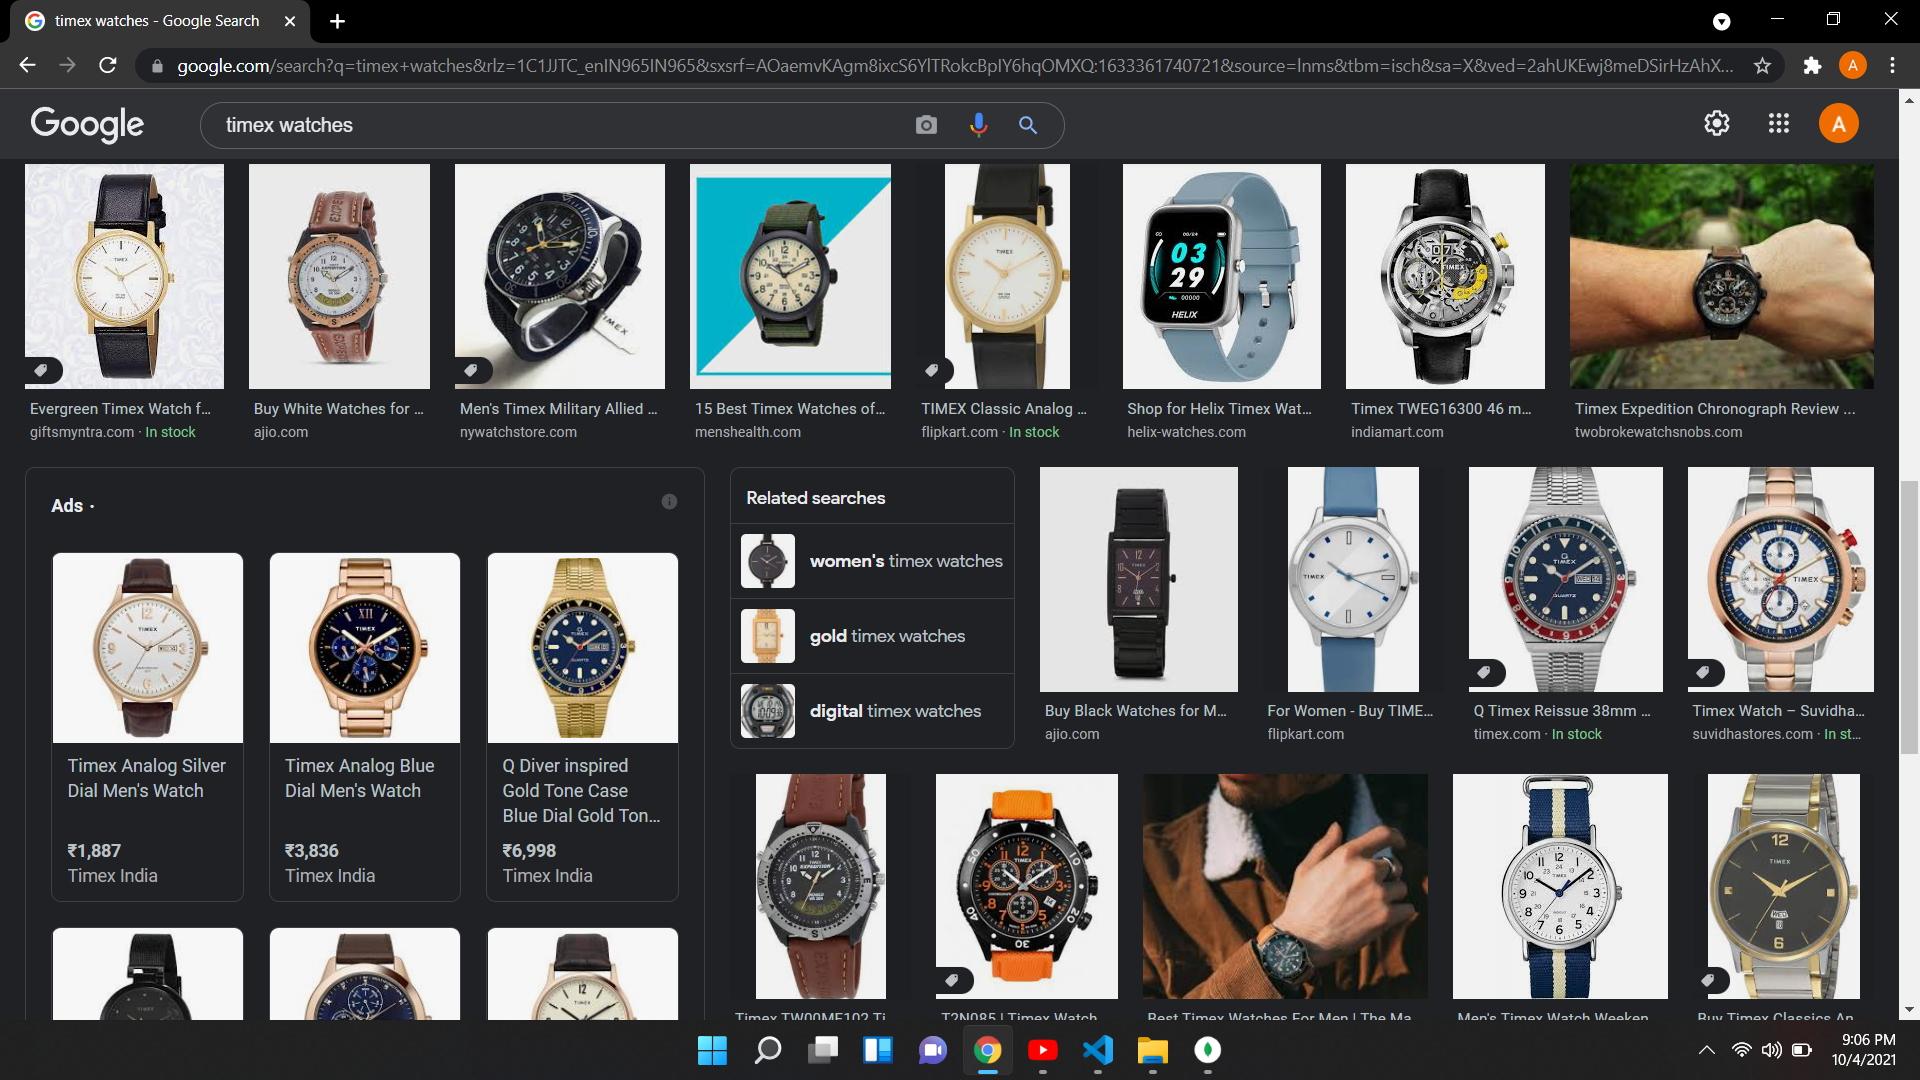 timex watches - Google Search
google.com/search?q=timex+watches&rlz=1C1JJTC_enIN965IN965&sxsrf=AOaemvKAgm8ixcS6YlTRokcBpIY6hqOMXQ:1633361740721&source=lnms&tbm=isch&sa=X&ved=2ahUKEwj8meDSirHzAhX...
A
Google
timex watches
A
Evergreen Timex Watch f...
giftsmyntra.com · In stock
Buy White Watches for ...
ajio.com
Men's Timex Military Allied ...
nywatchstore.com
15 Best Timex Watches of...
menshealth.com
TIMEX Classic Analog ...
flipkart.com · In stock
03
29
HELIX
Shop for Helix Timex Wat...
helix-watches.com
Timex TWEG16300 46 m...
indiamart.com
Timex Expedition Chronograph Review ...
twobrokewatchsnobs.com
Ads ·
Timex Analog Silver
Dial Men's Watch
₹1,887
Timex India
Timex Analog Blue
Dial Men's Watch
₹3,836
Timex India
Q Diver inspired
Gold Tone Case
Blue Dial Gold Ton...
₹6,998
Timex India
Related searches
women's timex watches
gold timex watches
digital timex watches
Buy Black Watches for M...
ajio.com
TIMEX
For Women - Buy TIME...
flipkart.com
Q Timex Reissue 38mm ...
timex.com · In stock
TIMEX
Timex Watch – Suvidha...
suvidhastores.com · In st...
Timex TW00MF102 Ti
T2N085 | Timex Watch
Best Timex Watches For Men | The Ma
Men's Timex Watch Weeken
Buy Timex Classics An
9:06 PM
10/4/2021